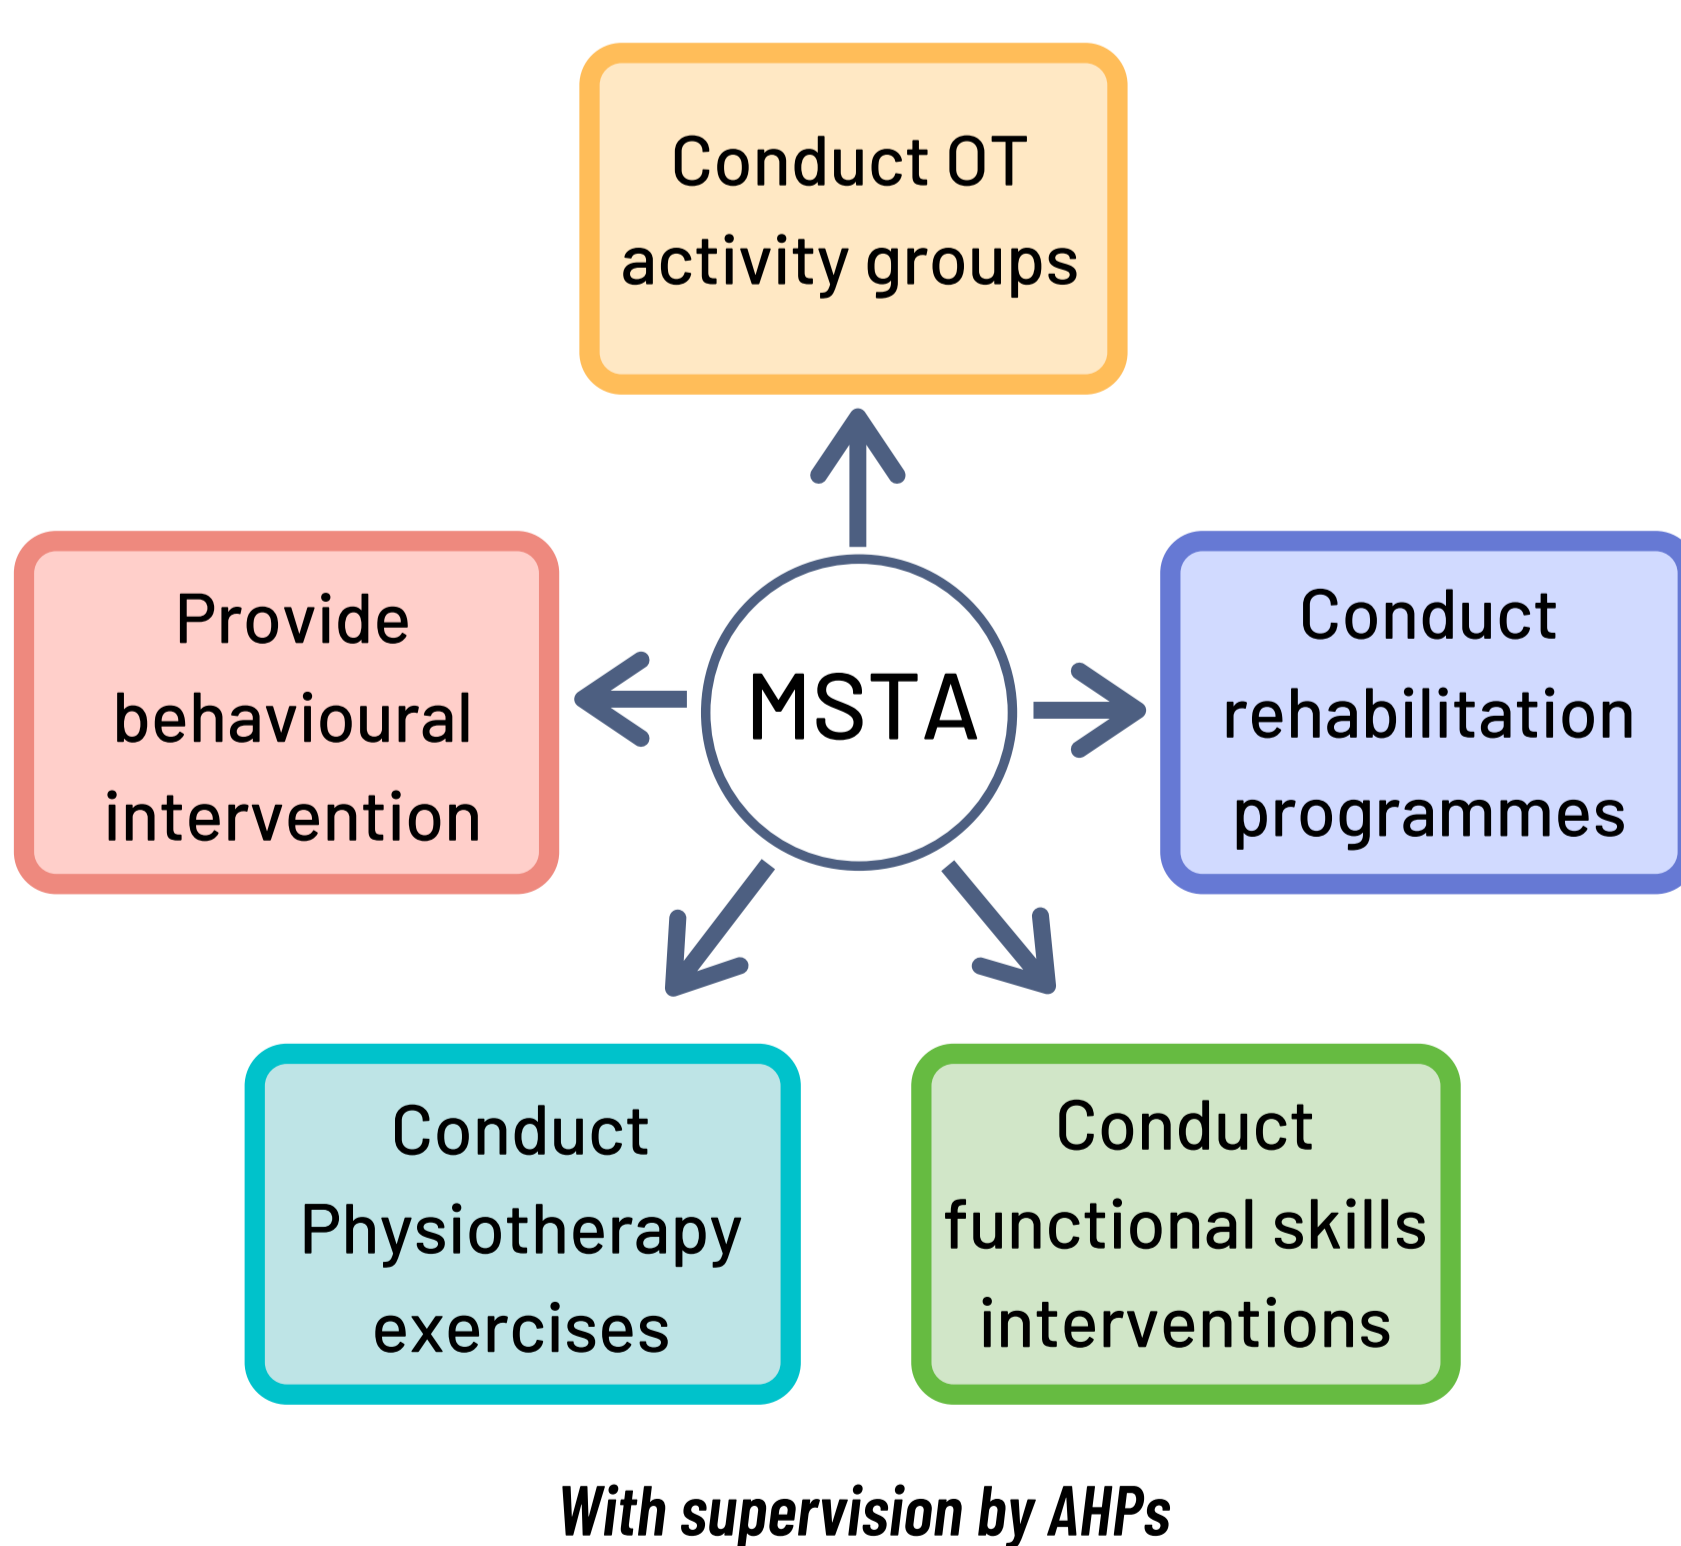 Conduct OT
activity groups
Provide
behavioural
intervention
MSTA
Conduct
rehabilitation
programmes
Conduct
Physiotherapy
exercises
Conduct
functional skills
interventions
With supervision by AHPs